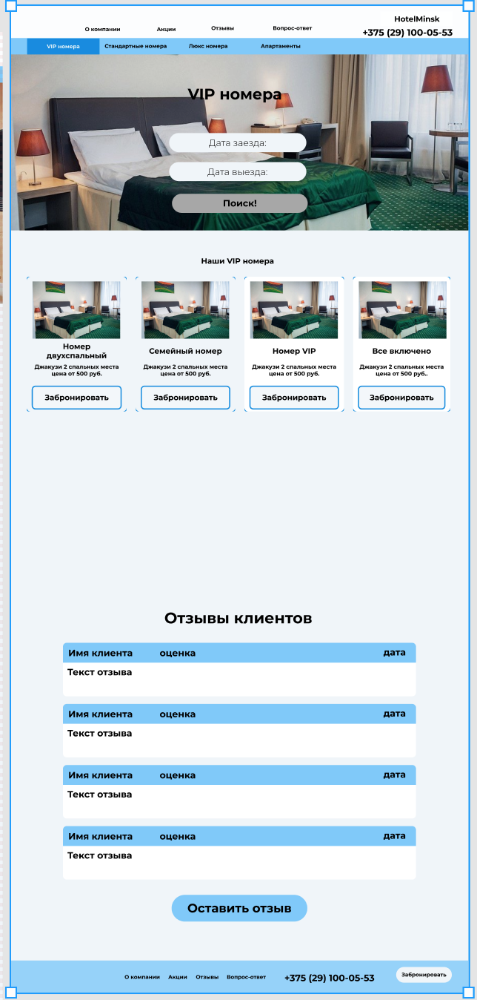 HotelMinsk
О компании Акции Отзывы Вопрос-ответ +375 (29) 100-05-53
VIP номера Стандартные номера Люкс номера Апартаменты
VIP номера
Дата заезда:
Дата выезда:
Поиск!
Наши VIP номера
Номер
двухспальный
Джакузи 2 спальных места
цена от 500 руб.
Забронировать
Семейный номер
Джакузи 2 спальных места
цена от 500 руб.
Забронировать
Номер VIP
Джакузи 2 спальных места
цена от 500 руб.
Забронировать
Все включено
Джакузи 2 спальных места
цена от 500 руб..
Забронировать
Отзывы клиентов
Имя клиента оценка дата
Текст отзыва
Имя клиента оценка дата
Текст отзыва
Имя клиента оценка дата
Текст отзыва
Имя клиента оценка дата
Текст отзыва
Оставить отзыв
О компании Акции Отзывы Вопрос-ответ +375 (29) 100-05-53 Забронировать